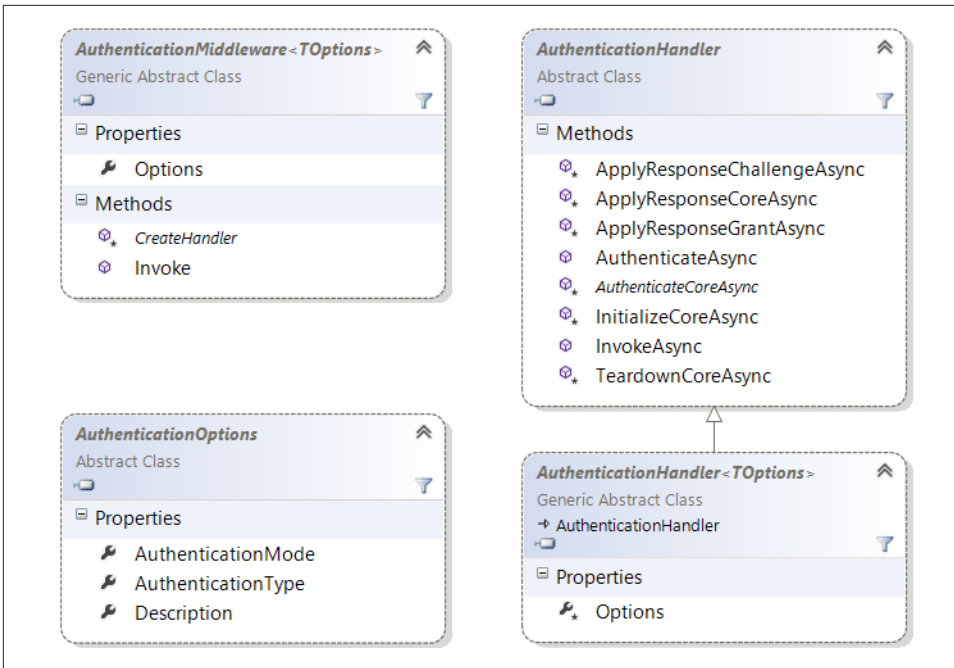 AuthenticationMiddleware<TOptions>
Generic Abstract Class
Properties
Options
Methods
CreateHandler
Invoke
AuthenticationOptions
Abstract Class
Properties
AuthenticationMode
AuthenticationType
Description
AuthenticationHandler
Abstract Class
Methods
ApplyResponseChallengeAsync
ApplyResponseCoreAsync
ApplyResponseGrantAsync
AuthenticateAsync
AuthenticateCoreAsync
InitializeCoreAsync
InvokeAsync
TeardownCoreAsync
AuthenticationHandler<TOptions>
Generic Abstract Class
AuthenticationHandler
Properties
Options